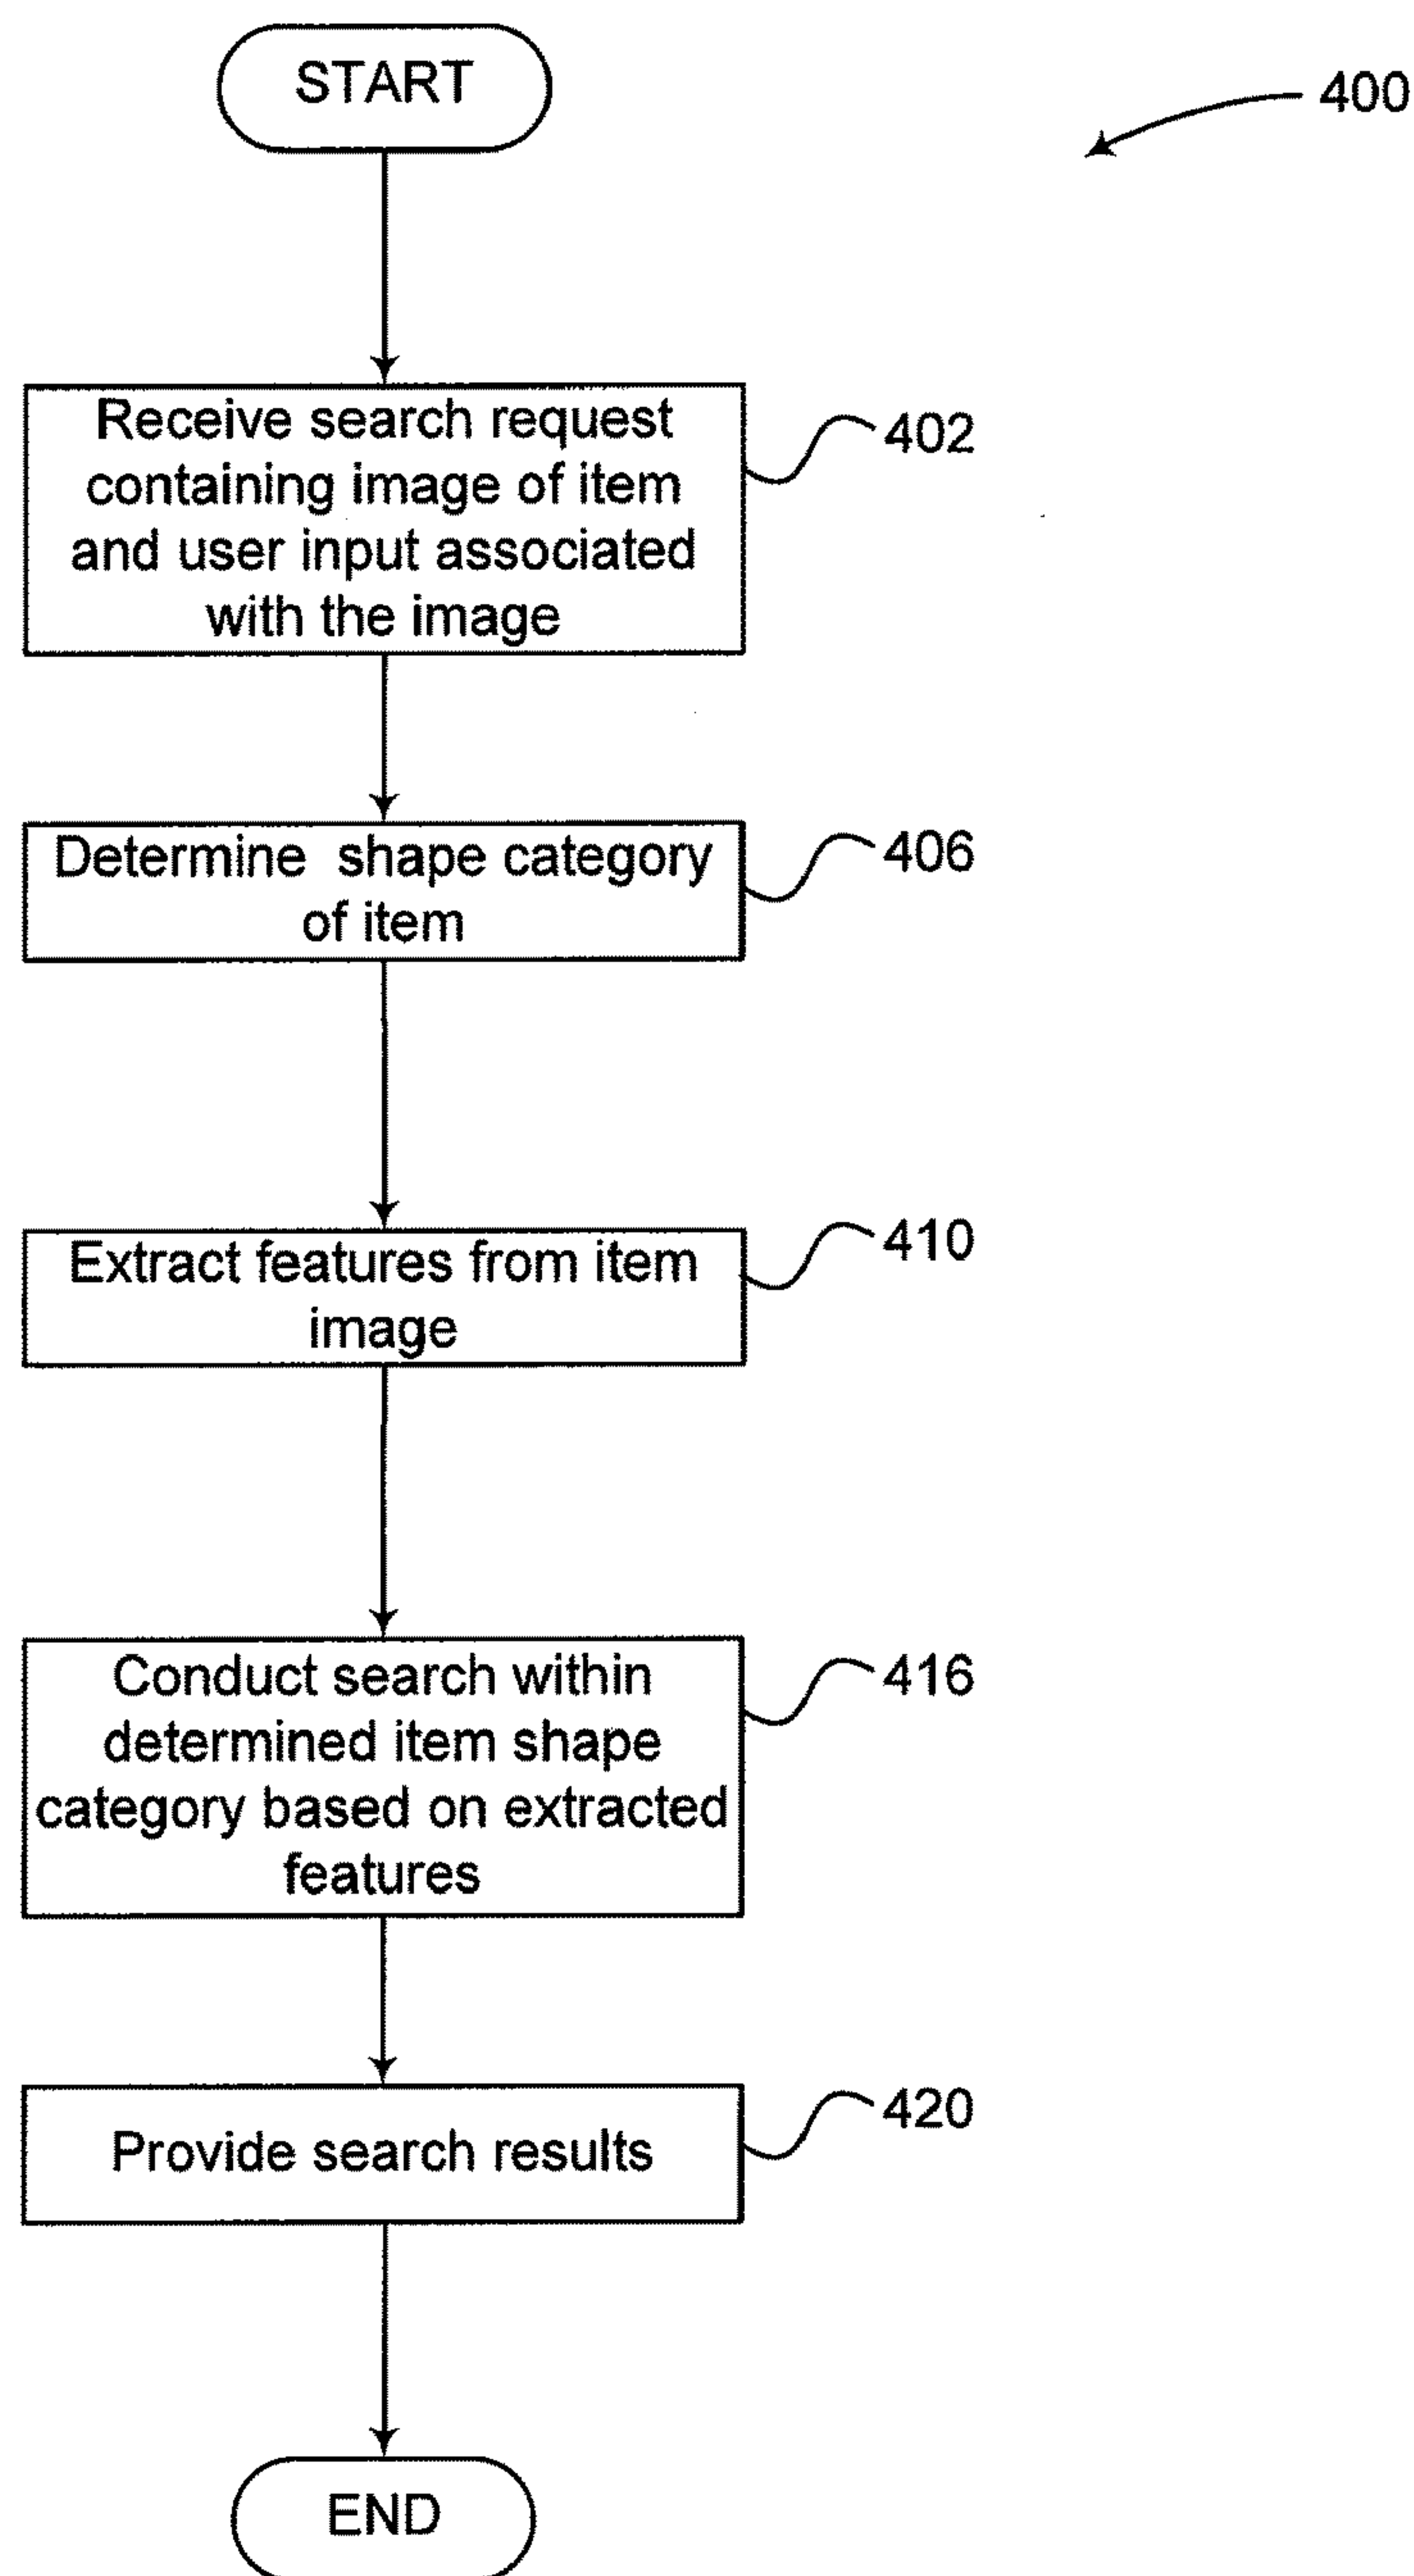 START
400
Receive search request
containing image of item
and user input associated
with the image
402
Determine shape category
of item
406
Extract features from item
image
410
Conduct search within
determined item shape
category based on extracted
features
416
Provide search results
420
END